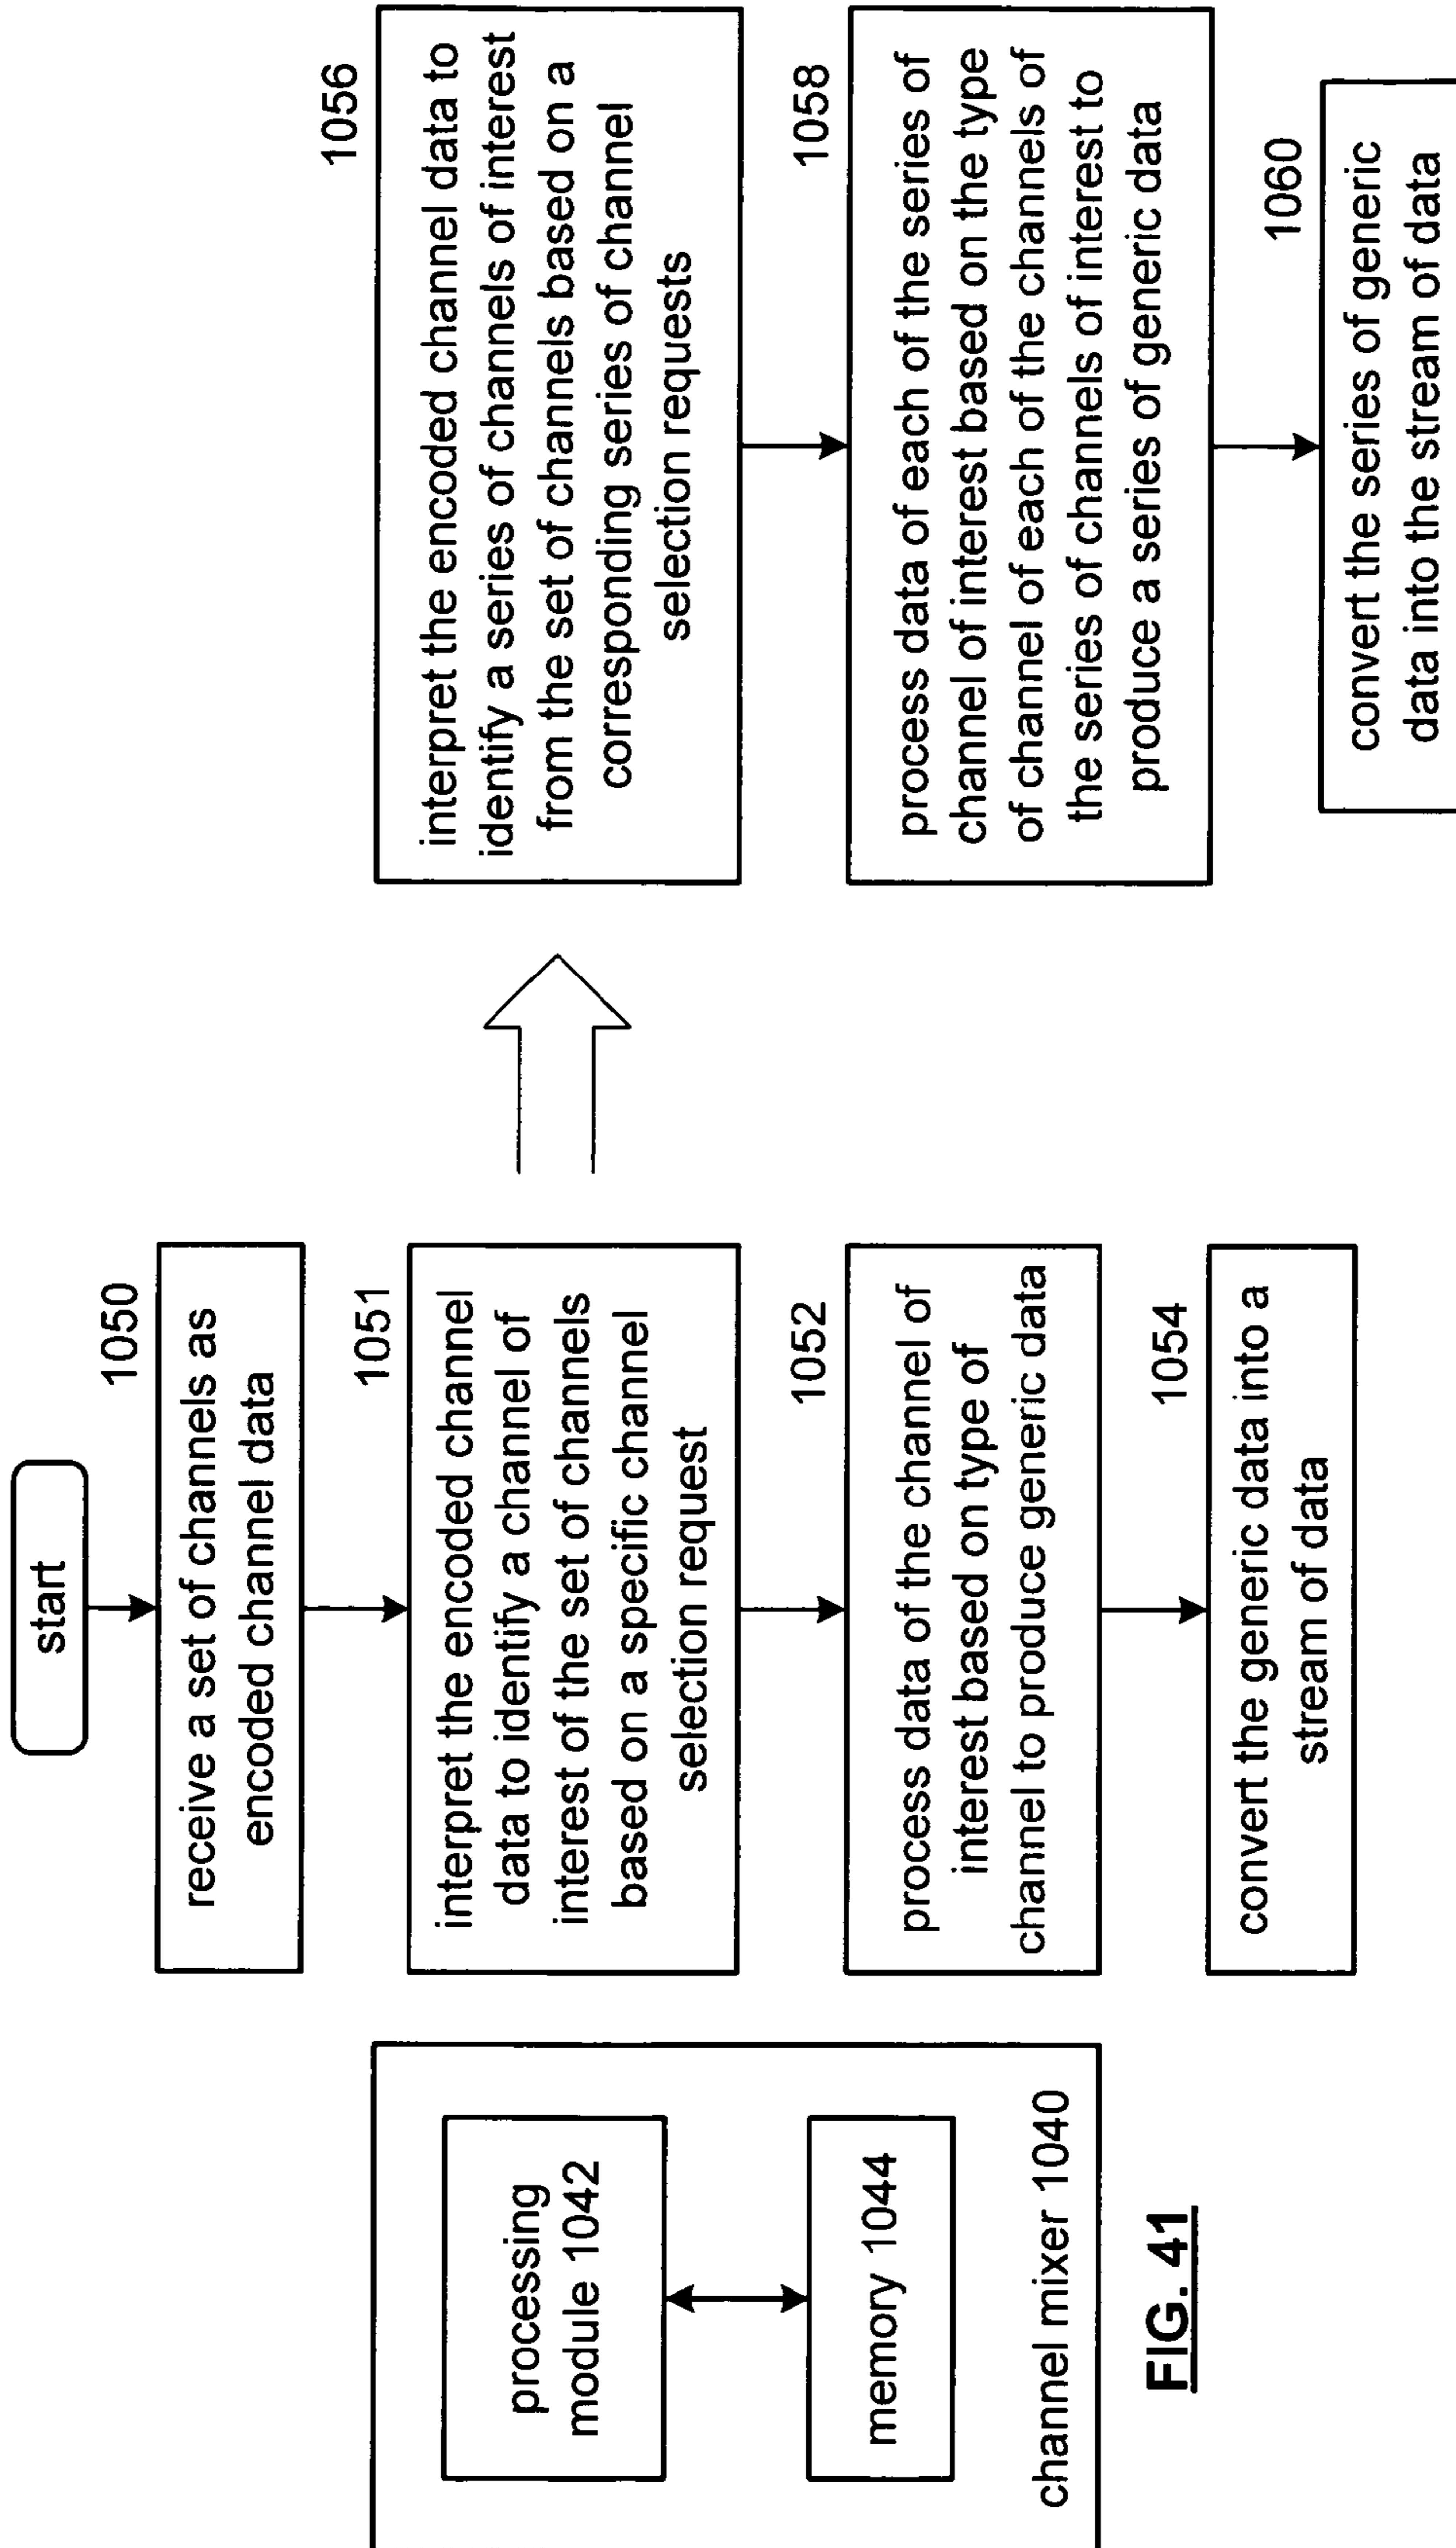 processing
module 1042
memory 1044
channel mixer 1040
FIG. 41
start
1050
receive a set of channels as
encoded channel data
1051
interpret the encoded channel
data to identify a channel of
interest of the set of channels
based on a specific channel
selection request
1052
process data of the channel of
interest based on type of
channel to produce generic data
1054
convert the generic data into a
stream of data
1056
interpret the encoded channel data to
identify a series of channels of interest
from the set of channels based on a
corresponding series of channel
selection requests
1058
process data of each of the series of
channel of interest based on the type
of channel of each of the channels of
the series of channels of interest to
produce a series of generic data
1060
convert the series of generic
data into the stream of data